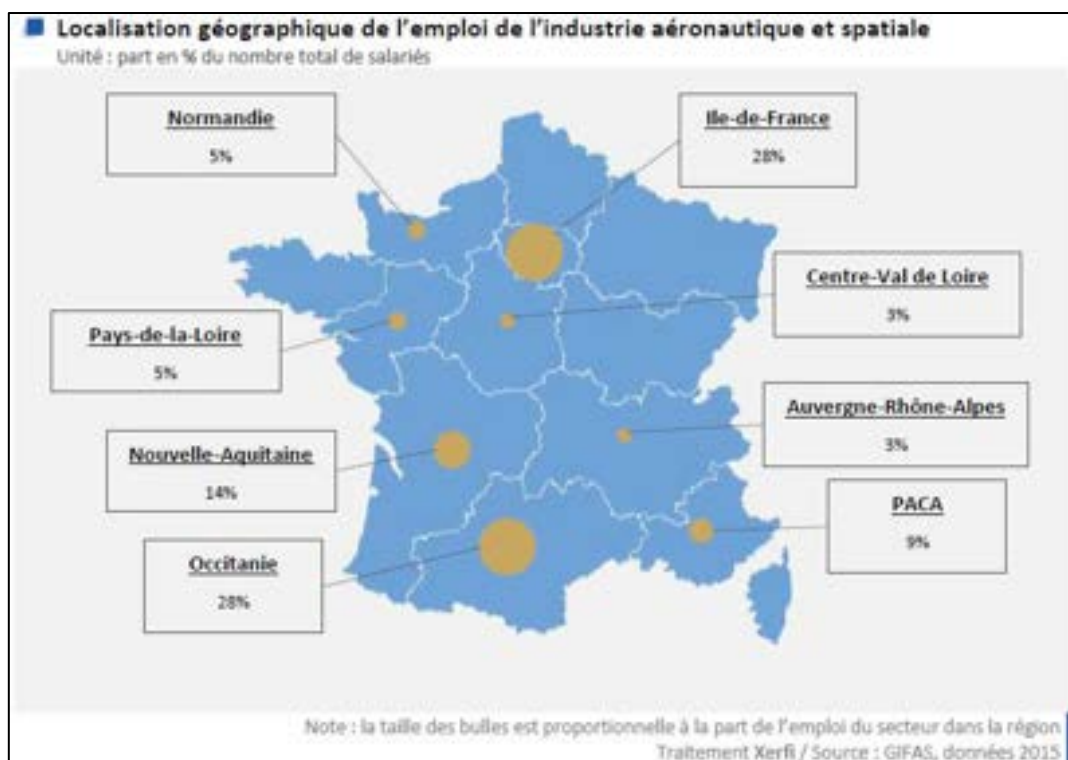 Localisation géographique de l'emploi de l'industrie aéronautique et spatiale
Unité : part en % du nombre total de salariés
Normandie
5%
Ile-de-France
28%
Centre-Val de Loire
3%
Pays-de-la-Loire
5%
Auvergne-Rhône-Alpes
3%
Nouvelle-Aquitaine
14%
PACA
9%
Occitanie
28%
Note : la taille des bulles est proportionnelle à la part de l'emploi du secteur dans la région
Traitement Xerfi / Source : GIFAS, données 2015